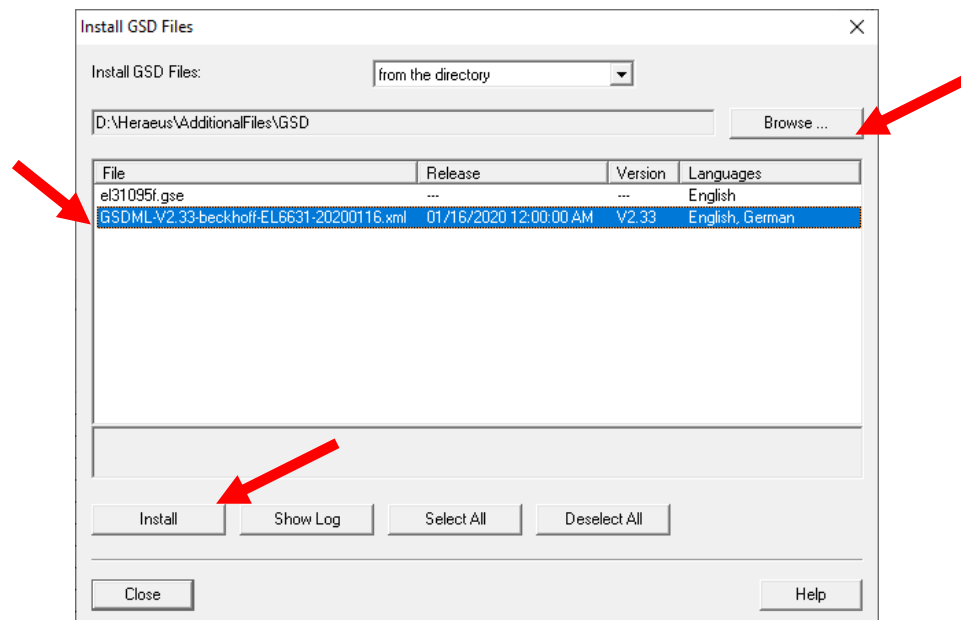 Install GSD Files
Install GSD Files: from the directory
D:\Heraeus\AdditionalFiles\GSD Browse ...
File Release Version Languages
el31095f.gse --- --- English
GSDML-V2.33-beckhoff-EL6631-20200116.xml 01/16/2020 12:00:00 AM V2.33 English, German
Install Show Log Select All Deselect All
Close Help